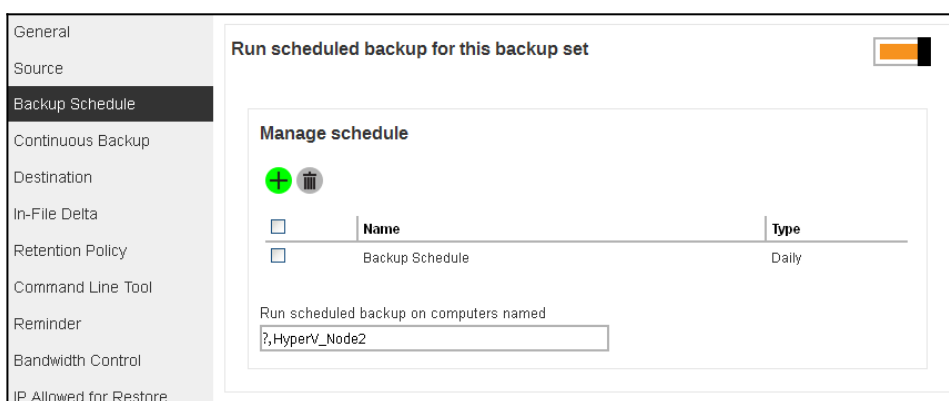 General
Source
Backup Schedule
Continuous Backup
Destination
In-File Delta
Retention Policy
Command Line Tool
Reminder
Bandwidth Control
IP Allowed for Restore
Run scheduled backup for this backup set
Manage schedule
Name Type
Backup Schedule Daily
Run scheduled backup on computers named
?,HyperV_Node2